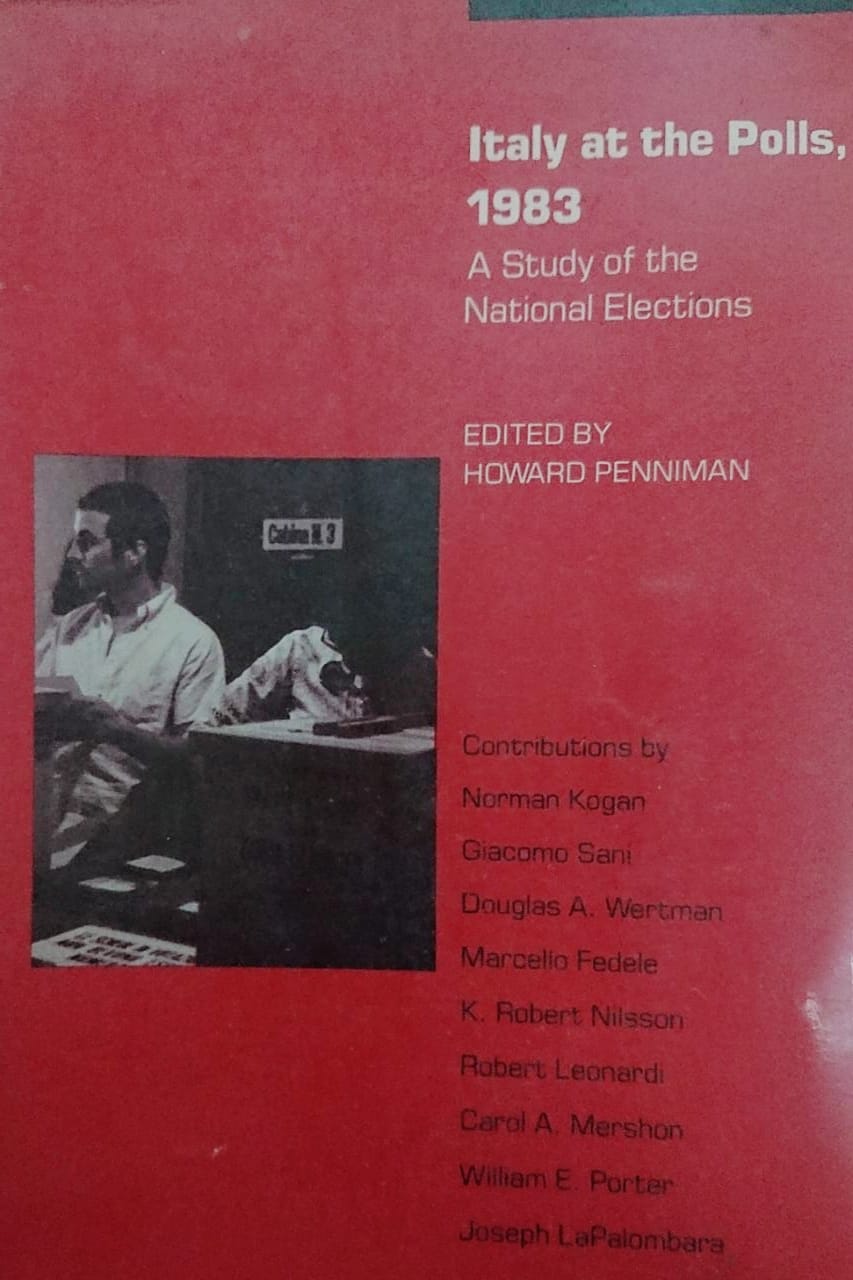 Italy at the Polls,
1983
A Study of the
National Elections
EDITED BY
HOWARD PENNIMAN
Cabina N. 3
Contributions by
Norman Kogan
Giacomo Sani
Douglas A. Wertman
Marcello Fedele
K. Robert Nilsson
Robert Leonardi
Carol A. Mershon
William E. Porter
Joseph LaPalombara